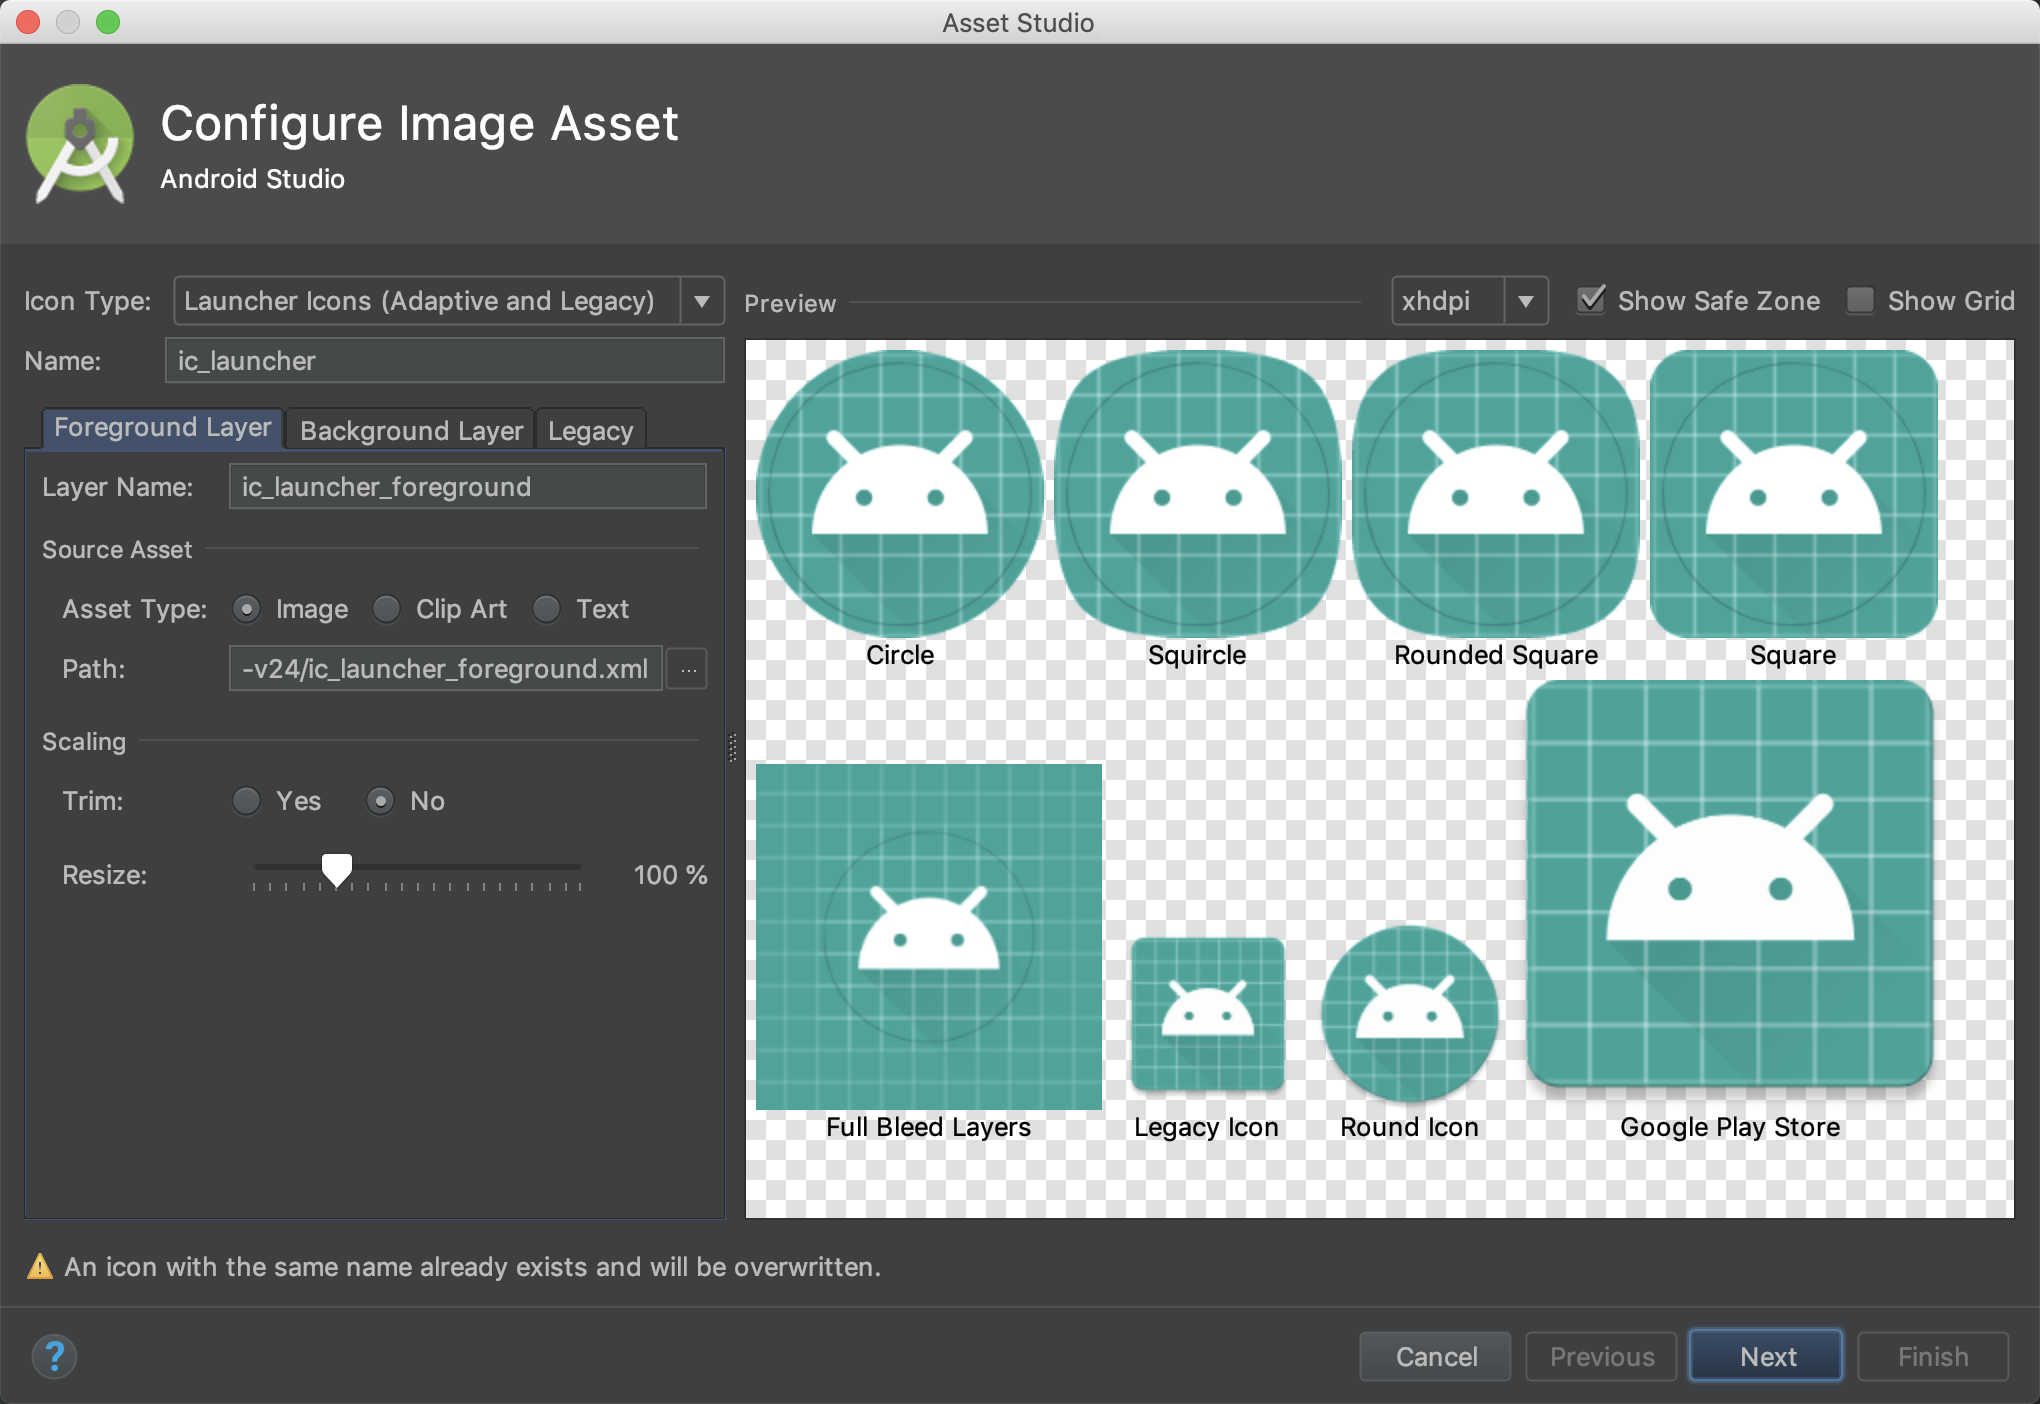 Asset Studio
Configure Image Asset
Android Studio
Icon Type: Launcher Icons (Adaptive and Legacy)
Name: ic_launcher
Foreground Layer Background Layer Legacy
Layer Name: ic_launcher_foreground
Source Asset
Asset Type: Image Clip Art Text
Path: -v24/ic_launcher_foreground.xml ...
Scaling
Trim: Yes No
Resize: 100 %
Preview xhdpi Show Safe Zone Show Grid
Circle Squircle Rounded Square Square
Full Bleed Layers Legacy Icon Round Icon Google Play Store
An icon with the same name already exists and will be overwritten.
? Cancel Previous Next Finish